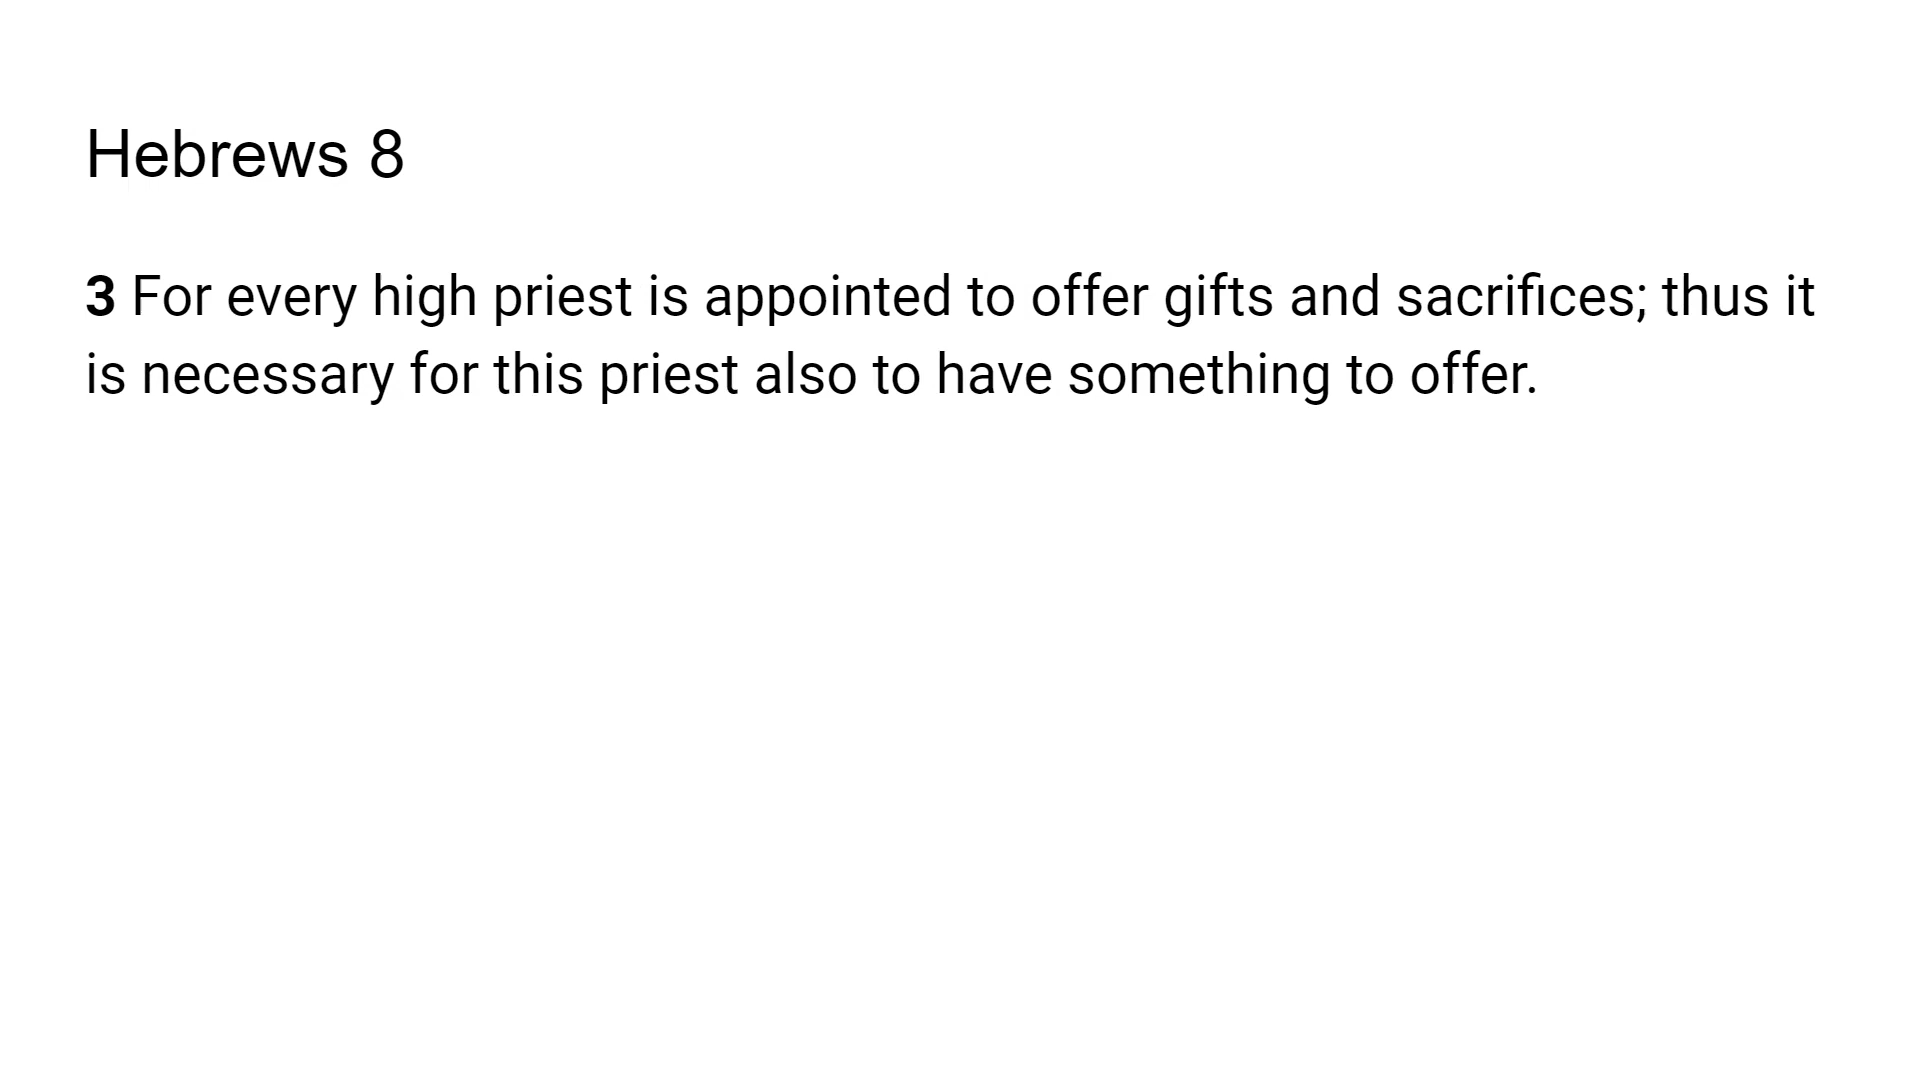 Hebrews 8
3 For every high priest is appointed to offer gifts and sacrifices; thus it
is necessary for this priest also to have something to offer.